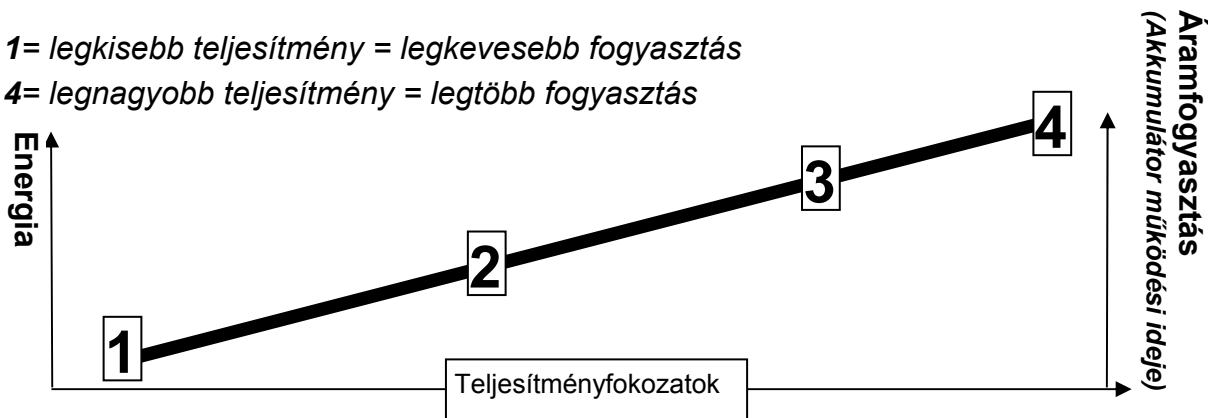 1= legkisebb teljesítmény = legkevesebb fogyasztás
4= legnagyobb teljesítmény = legtöbb fogyasztás
Energia
1
2
3
4
Teljesítményfokozatok
Áramfogyasztás
(Akkumulátor működési ideje)